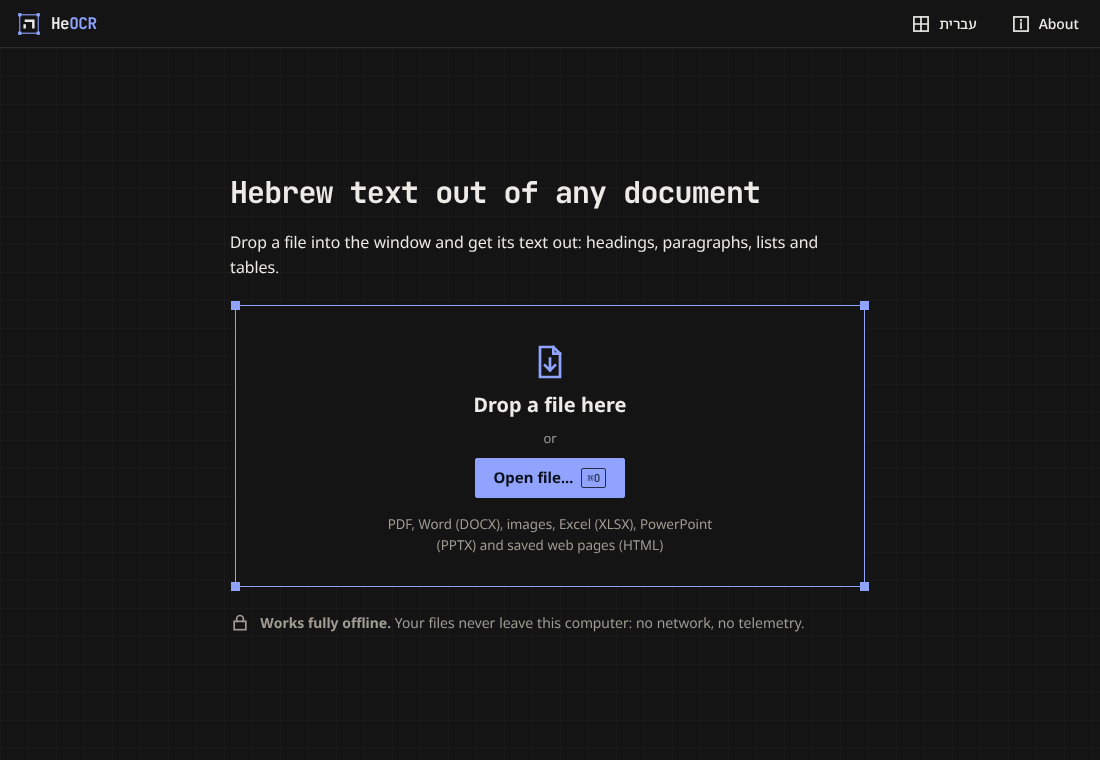 HeOCR
עברית
About
Hebrew text out of any document
Drop a file into the window and get its text out: headings, paragraphs, lists and
tables.
Drop a file here
or
Open file... ⌘O
PDF, Word (DOCX), images, Excel (XLSX), PowerPoint
(PPTX) and saved web pages (HTML)
Works fully offline. Your files never leave this computer: no network, no telemetry.